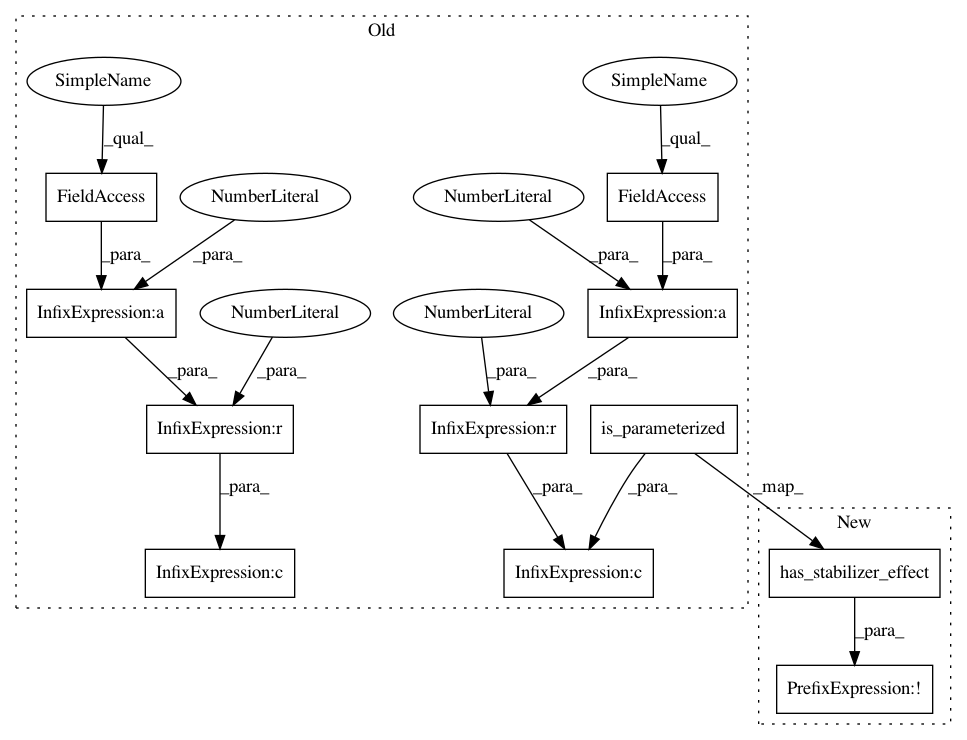 Old
SimpleName
SimpleName
_qual_
_qual_
FieldAccess
NumberLiteral
NumberLiteral
FieldAccess
_para_
_para_
_para_
_para_
InfixExpression:a
NumberLiteral
NumberLiteral
InfixExpression:a
_para_
_para_
_para_
_para_
InfixExpression:r
InfixExpression:r
is_parameterized
_para_
_para_
_para_
_map_
New
InfixExpression:c
InfixExpression:c
has_stabilizer_effect
_para_
PrefixExpression:!